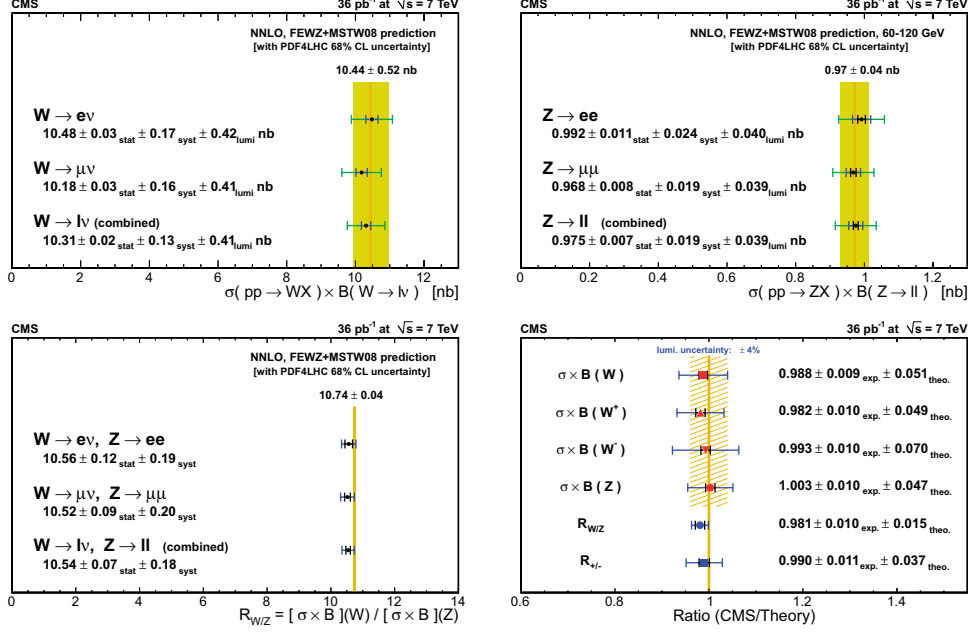 CMS 36 pb⁻¹ at √s = 7 TeV
NNLO, FEWZ+MSTW08 prediction
[with PDF4LHC 68% CL uncertainty]
10.44 ± 0.52 nb
W → eν
10.48 ± 0.03 stat ± 0.17 syst ± 0.42 lumi nb
W → μν
10.18 ± 0.03 stat ± 0.16 syst ± 0.41 lumi nb
W → lν (combined)
10.31 ± 0.02 stat ± 0.13 syst ± 0.41 lumi nb
0 2 4 6 8 10 12
σ( pp → WX ) × B( W → lν ) [nb]
CMS 36 pb⁻¹ at √s = 7 TeV
NNLO, FEWZ+MSTW08 prediction, 60-120 GeV
[with PDF4LHC 68% CL uncertainty]
0.97 ± 0.04 nb
Z → ee
0.992 ± 0.011 stat ± 0.024 syst ± 0.040 lumi nb
Z → μμ
0.968 ± 0.008 stat ± 0.019 syst ± 0.039 lumi nb
Z → ll (combined)
0.975 ± 0.007 stat ± 0.019 syst ± 0.039 lumi nb
0 0.2 0.4 0.6 0.8 1 1.2
σ( pp → ZX ) × B( Z → ll ) [nb]
CMS 36 pb⁻¹ at √s = 7 TeV
NNLO, FEWZ+MSTW08 prediction
[with PDF4LHC 68% CL uncertainty]
10.74 ± 0.04
W → eν, Z → ee
10.56 ± 0.12 stat ± 0.19 syst
W → μν, Z → μμ
10.52 ± 0.09 stat ± 0.20 syst
W → lν, Z → ll (combined)
10.54 ± 0.07 stat ± 0.18 syst
0 2 4 6 8 10 12 14
R W/Z = [ σ × B ](W) / [ σ × B ](Z)
CMS 36 pb⁻¹ at √s = 7 TeV
lumi. uncertainty: ± 4%
σ × B ( W ) 0.988 ± 0.009 exp. ± 0.051 theo.
σ × B ( W⁺ ) 0.982 ± 0.010 exp. ± 0.049 theo.
σ × B ( W⁻ ) 0.993 ± 0.010 exp. ± 0.070 theo.
σ × B ( Z ) 1.003 ± 0.010 exp. ± 0.047 theo.
R W/Z 0.981 ± 0.010 exp. ± 0.015 theo.
R +/- 0.990 ± 0.011 exp. ± 0.037 theo.
0.6 0.8 1 1.2 1.4
Ratio (CMS/Theory)